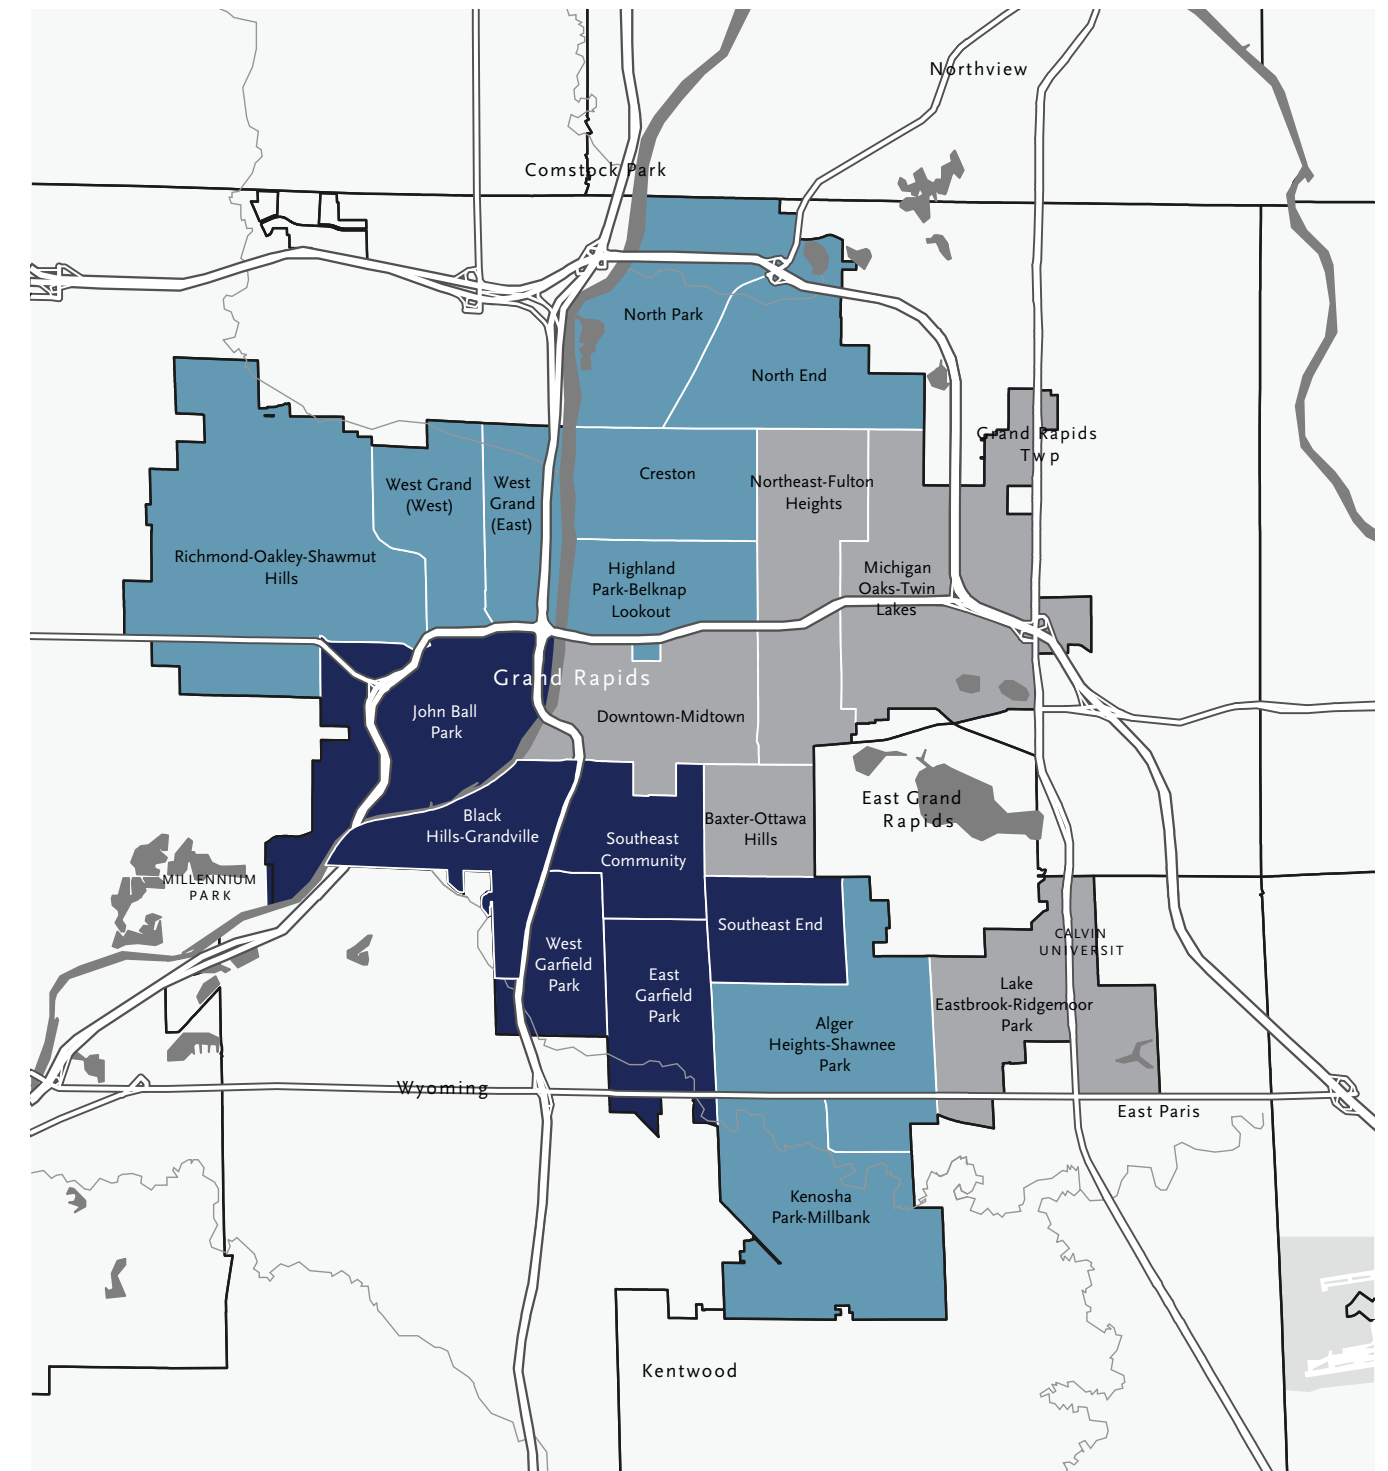 Northview
Comstock Park
North Park
North End
Grand Rapids
Twp
Creston
Northeast-Fulton
Heights
West Grand
(West)
West
Grand
(East)
Richmond-Oakley-Shawmut
Hills
Highland
Park-Belknap
Lookout
Michigan
Oaks-Twin
Lakes
Grand Rapids
John Ball
Park
Downtown-Midtown
East Grand
Rapids
Black
Hills-Grandville
Southeast
Community
Baxter-Ottawa
Hills
MILLENNIUM
PARK
Southeast End
CALVIN
UNIVERSIT
West
Garfield
Park
East
Garfield
Park
Lake
Eastbrook-Ridgemoor
Park
Alger
Heights-Shawnee
Park
Wyoming
East Paris
Kenosha
Park-Millbank
Kentwood